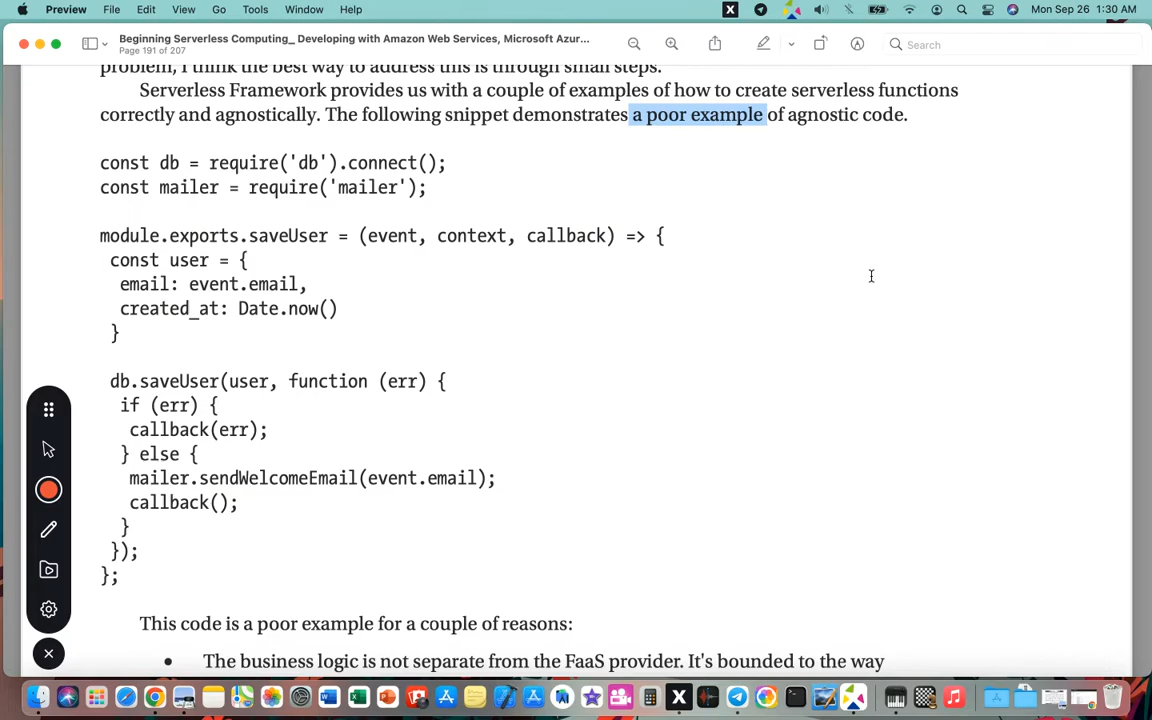 Preview File Edit View Go Tools Window Help Mon Sep 26 1:30 AM
Beginning Serverless Computing_ Developing with Amazon Web Services, Microsoft Azur...
Page 191 of 207
Search
problem, I think the best way to address this is through small steps.
Serverless Framework provides us with a couple of examples of how to create serverless functions
correctly and agnostically. The following snippet demonstrates a poor example of agnostic code.
const db = require('db').connect();
const mailer = require('mailer');
module.exports.saveUser = (event, context, callback) => {
const user = {
email: event.email,
created_at: Date.now()
}
db.saveUser(user, function (err) {
if (err) {
callback(err);
} else {
mailer.sendWelcomeEmail(event.email);
callback();
}
});
};
This code is a poor example for a couple of reasons:
• The business logic is not separate from the FaaS provider. It's bounded to the way